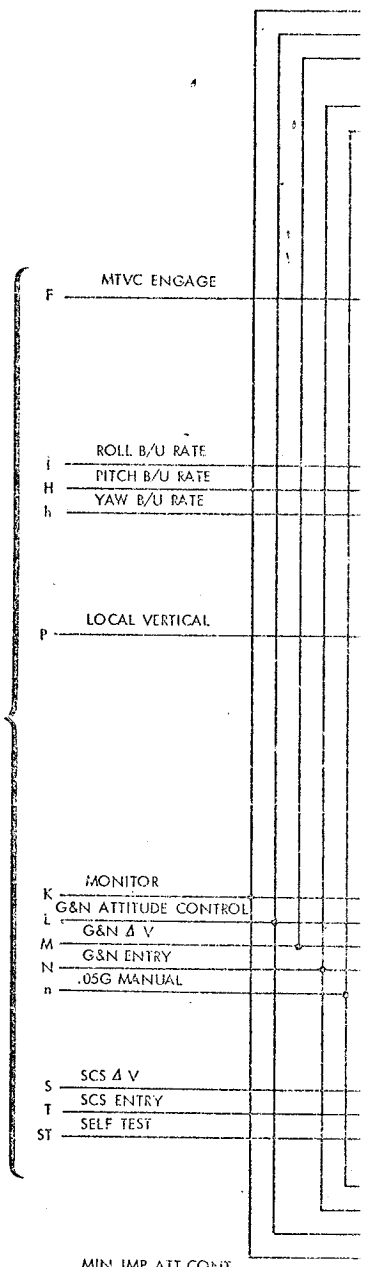 F MTVC ENGAGE
i ROLL B/U RATE
H PITCH B/U RATE
h YAW B/U RATE
P LOCAL VERTICAL
K MONITOR
L G&N ATTITUDE CONTROL
M G&N Δ V
N G&N ENTRY
n .05G MANUAL
S SCS Δ V
T SCS ENTRY
ST SELF TEST
MIN IMP ATT CONT